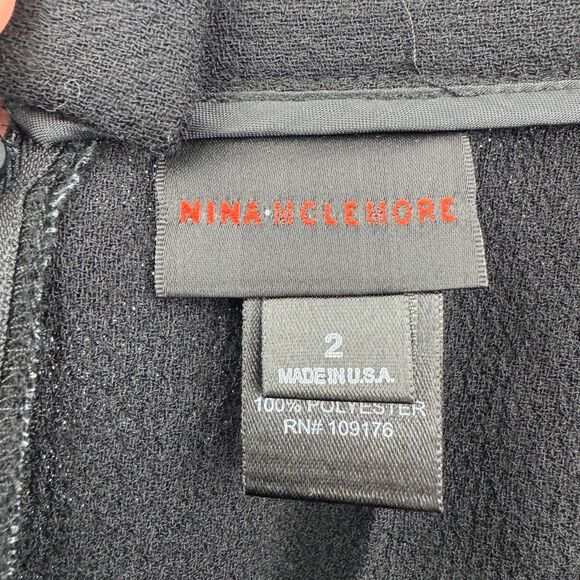 NINA·MCLEMORE
2
MADE IN U.S.A.
100% POLYESTER
RN# 109176